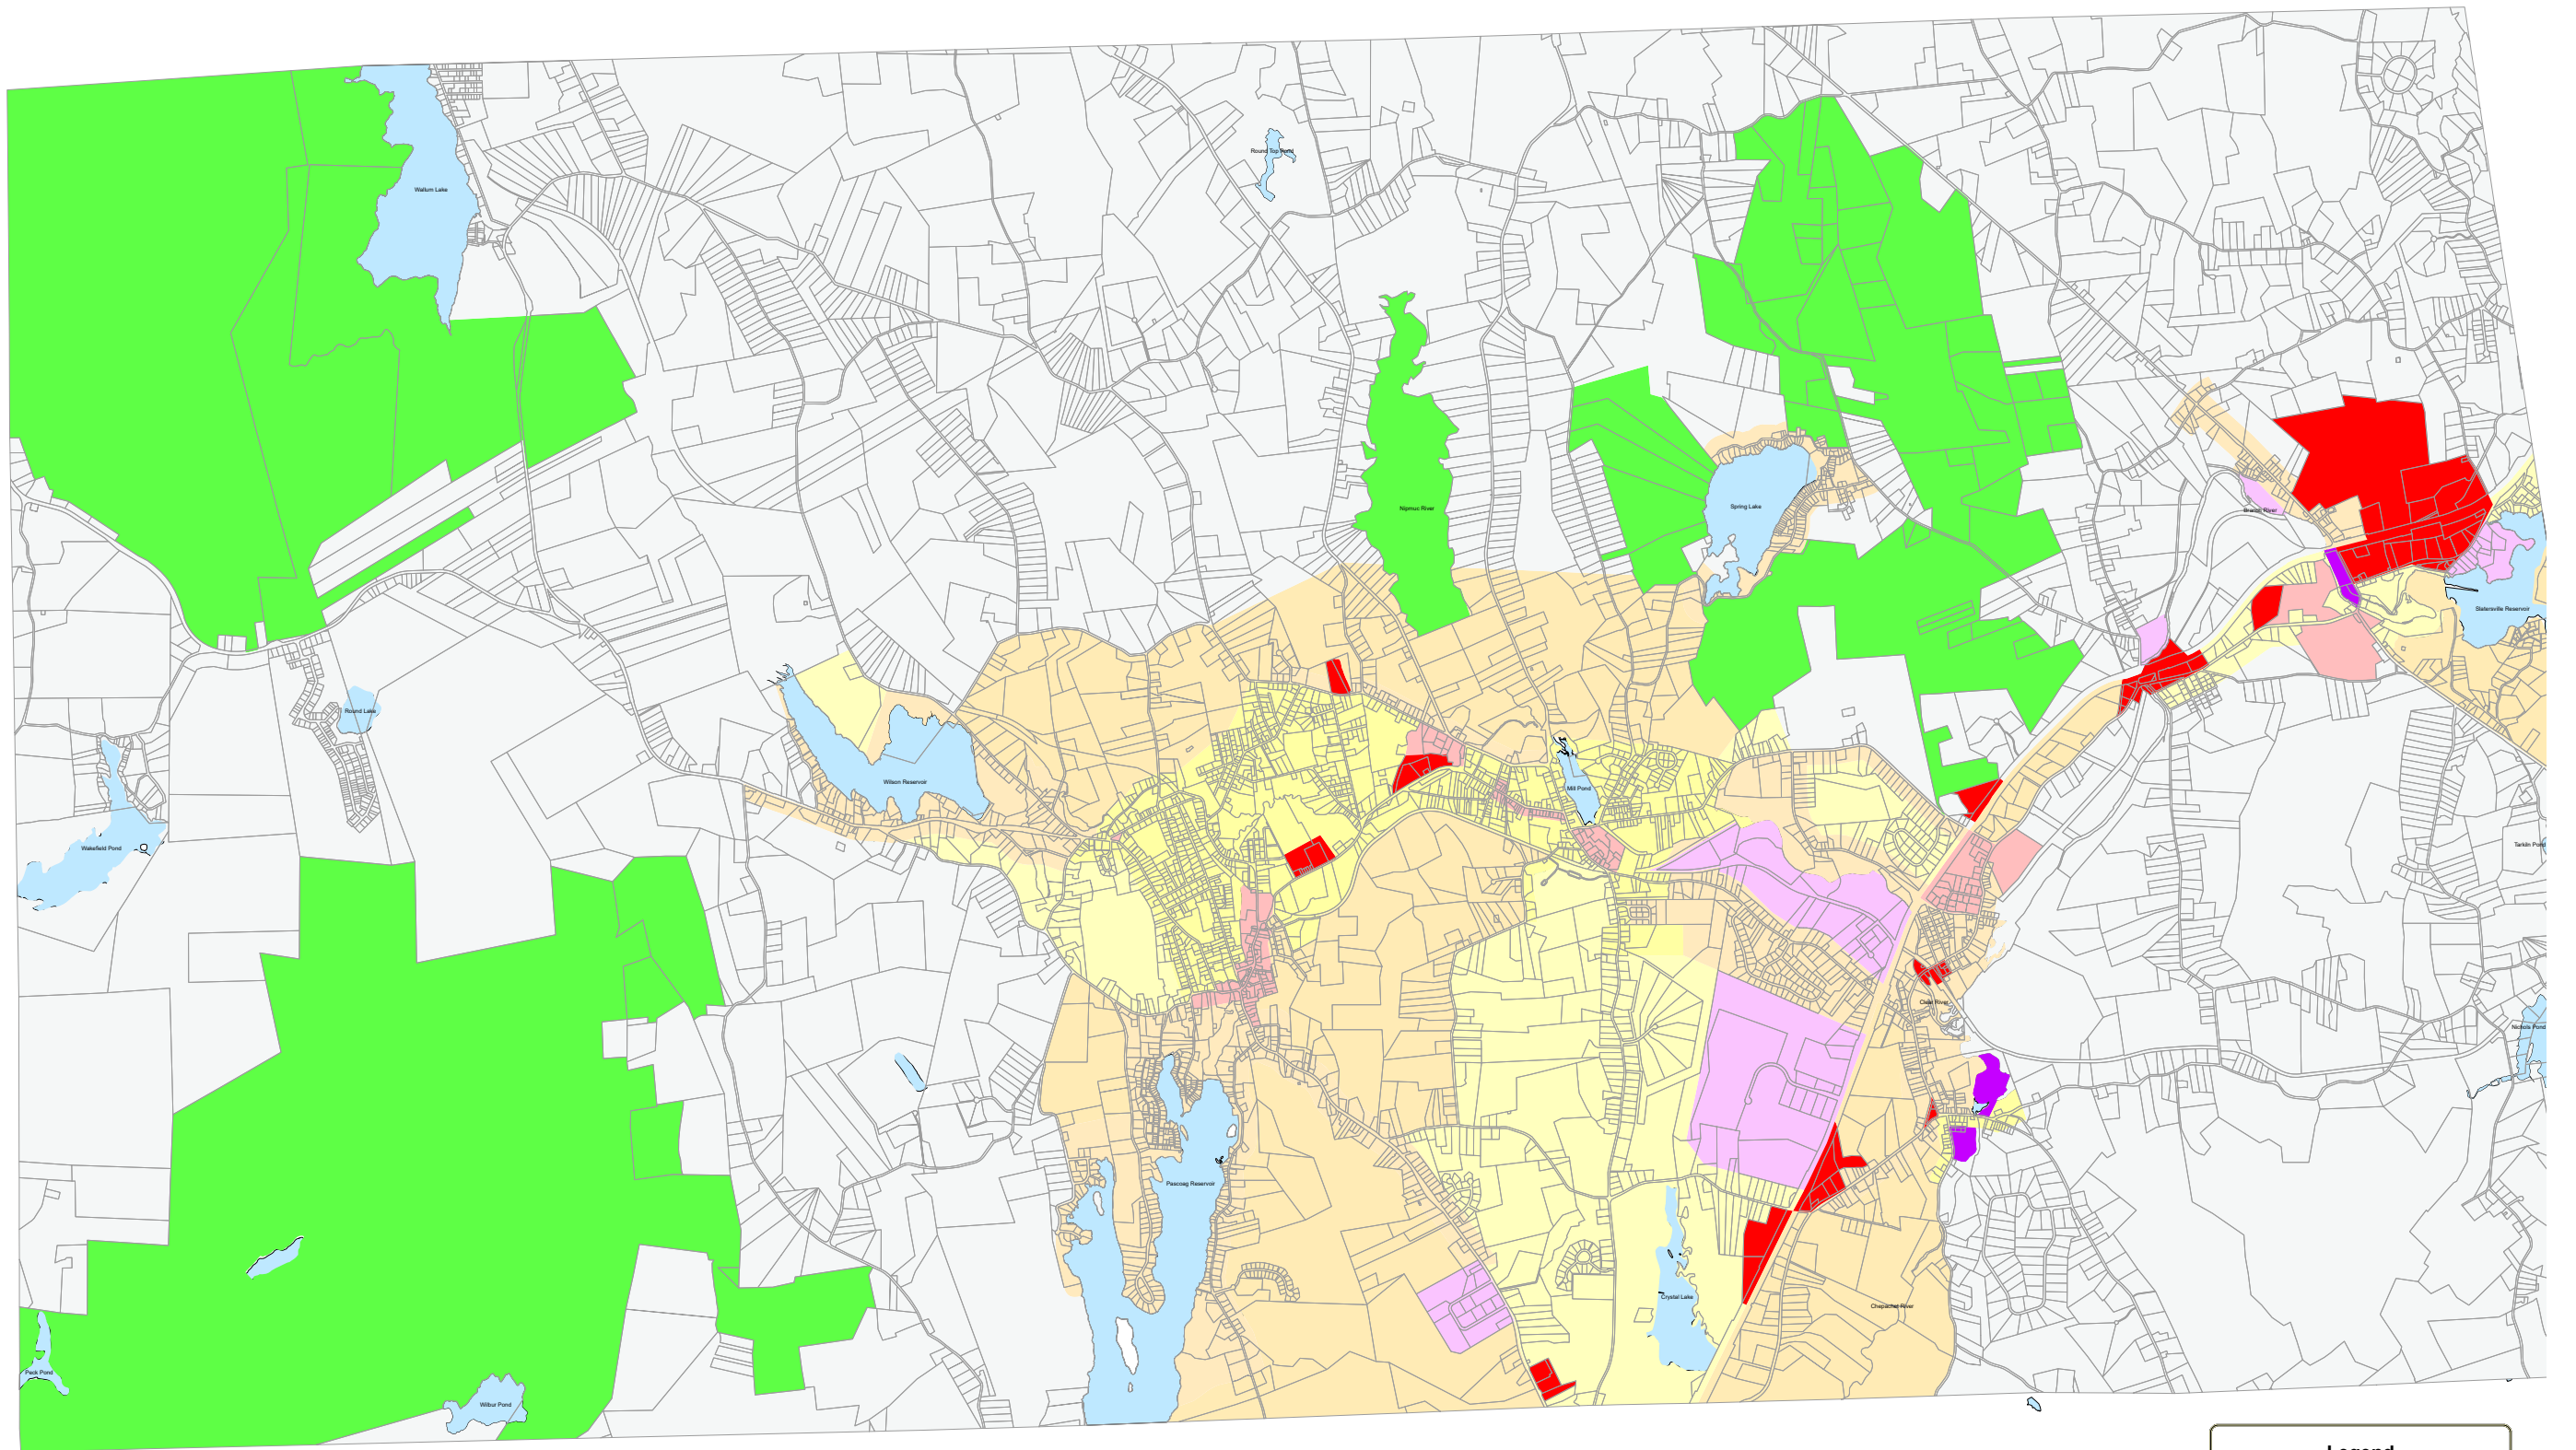 Round Top Pond
Wallum Lake
Nipmuc River
Spring Lake
Branch River
Slatersville Reservoir
Round Lake
Wilson Reservoir
Mill Pond
Wakefield Pond
Tarkiln Pond
Clear River
Nichols Pond
Pascoag Reservoir
Crystal Lake
Chapachet River
Peck Pond
Wilbur Pond
Legend